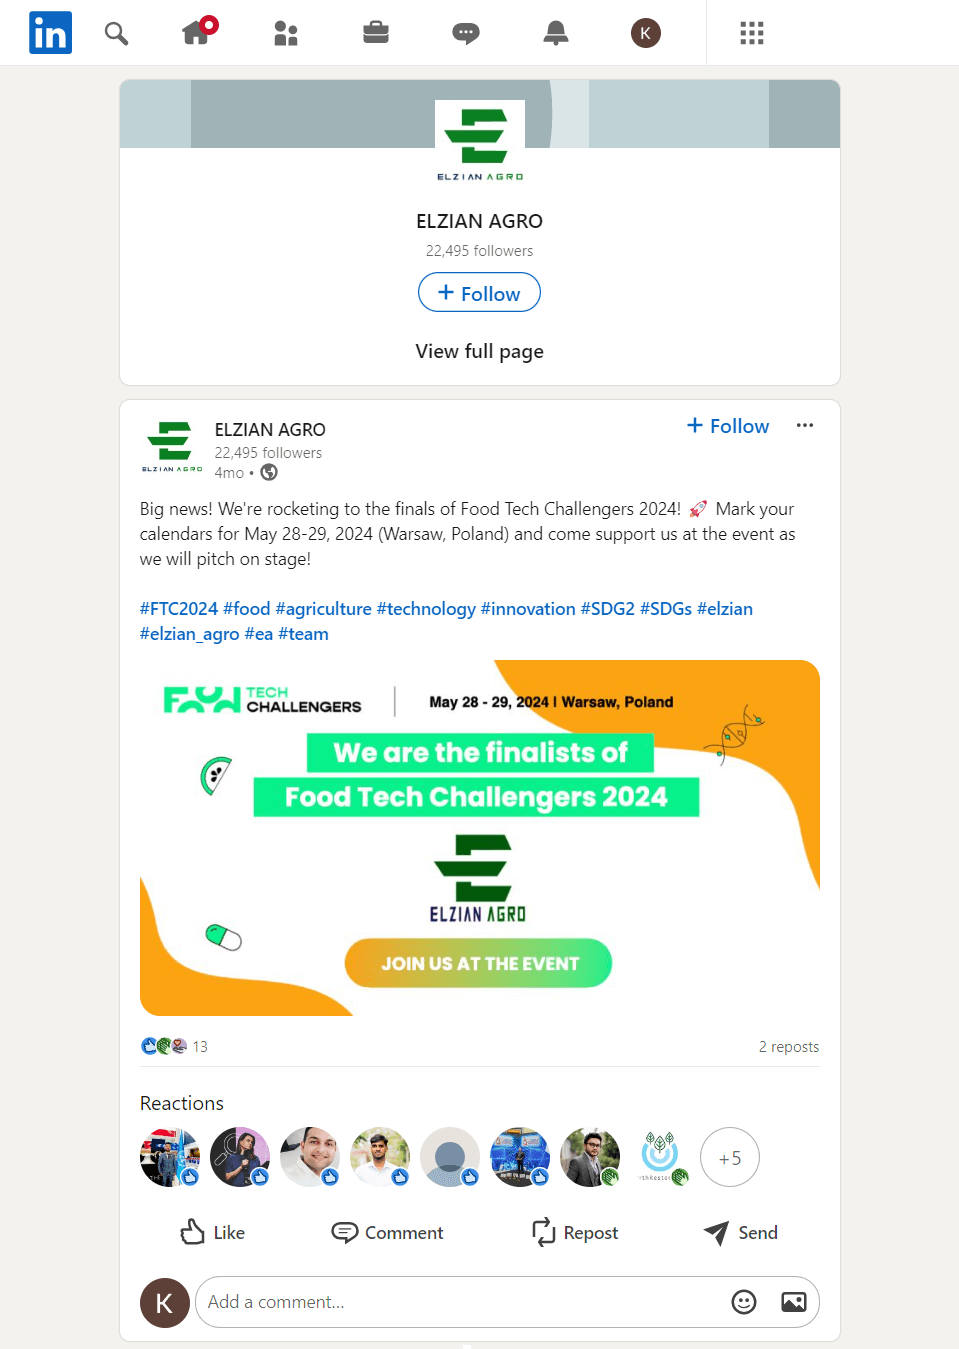 in
K
ELZIAN AGRO
ELZIAN AGRO
22,495 followers
+ Follow
View full page
ELZIAN AGRO
ELZIAN AGRO
+ Follow
22,495 followers
4mo •
Big news! We're rocketing to the finals of Food Tech Challengers 2024! 🚀 Mark your
calendars for May 28-29, 2024 (Warsaw, Poland) and come support us at the event as
we will pitch on stage!
#FTC2024 #food #agriculture #technology #innovation #SDG2 #SDGs #elzian
#elzian_agro #ea #team
FOOD TECH CHALLENGERS
May 28 - 29, 2024 I Warsaw, Poland
We are the finalists of
Food Tech Challengers 2024
ELZIAN AGRO
JOIN US AT THE EVENT
13
2 reposts
Reactions
+5
Like
Comment
Repost
Send
K
Add a comment...